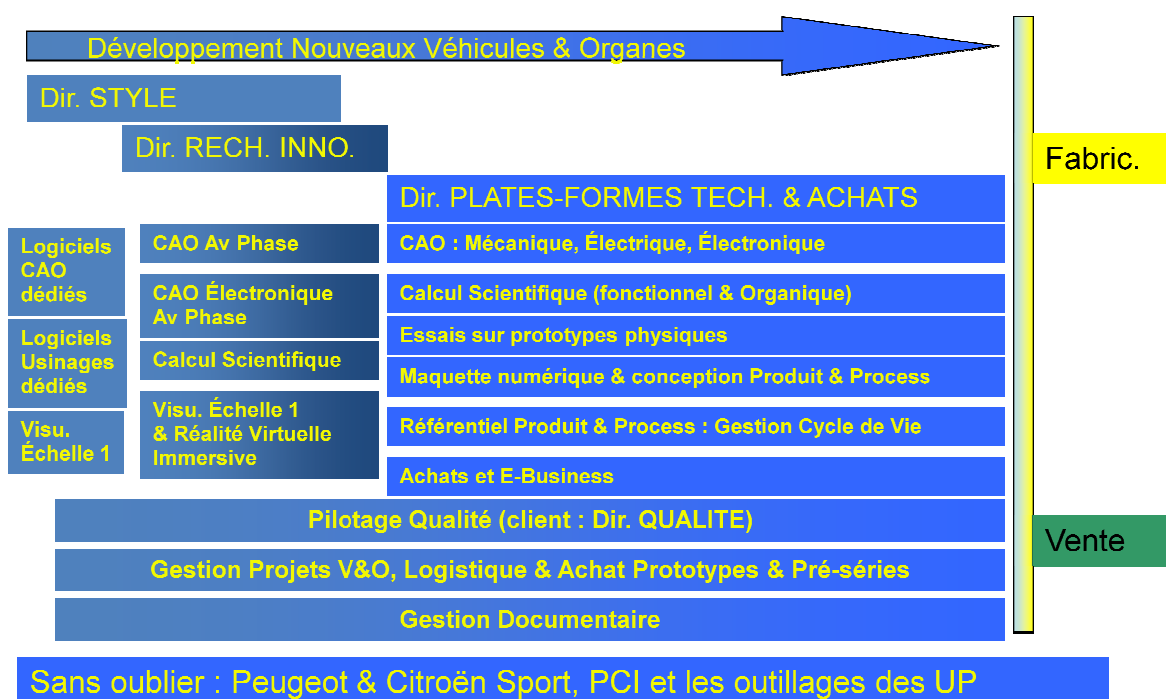 Développement Nouveaux Véhicules & Organes
Dir. STYLE
Dir. RECH. INNO.
Fabric.
Dir. PLATES-FORMES TECH. & ACHATS
Logiciels
CAO
dédiés
Logiciels
Usinages
dédiés
Visu.
Échelle 1
CAO Av Phase
CAO Électronique
Av Phase
Calcul Scientifique
Visu. Échelle 1
& Réalité Virtuelle
Immersive
CAO : Mécanique, Électrique, Électronique
Calcul Scientifique (fonctionnel & Organique)
Essais sur prototypes physiques
Maquette numérique & conception Produit & Process
Référentiel Produit & Process : Gestion Cycle de Vie
Achats et E-Business
Pilotage Qualité (client : Dir. QUALITE)
Vente
Gestion Projets V&O, Logistique & Achat Prototypes & Pré-séries
Gestion Documentaire
Sans oublier : Peugeot & Citroën Sport, PCI et les outillages des UP